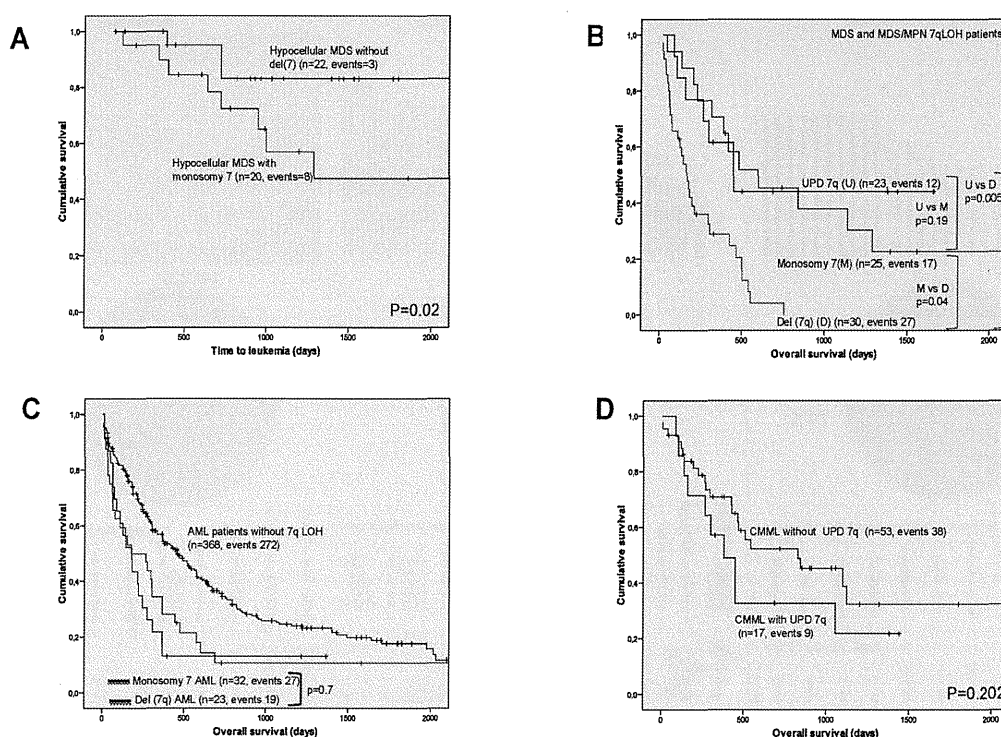 A
Cumulative survival
1,0
0,8
0,6
0,4
0,2
0,0
Hypocellular MDS without
del(7) (n=22, events=3)
Hypocellular MDS with
monosomy 7 (n=20, events=8)
P=0.02
0
500
1000
1500
2000
Time to leukemia (days)
B
MDS and MDS/MPN 7qLOH patients
Cumulative survival
1,0
0,8
0,6
0,4
0,2
0,0
UPD 7q (U) (n=23, events 12)
U vs M
p=0.19
U vs D
p=0.005
Monosomy 7(M) (n=25, events 17)
M vs D
p=0.04
Del (7q) (D) (n=30, events 27)
0
500
1000
1500
2000
Overall survival (days)
C
Cumulative survival
1,0
0,8
0,6
0,4
0,2
0,0
AML patients without 7q LOH
(n=368, events 272)
Monosomy 7 AML (n=32, events 27)
Del (7q) AML (n=23, events 19)
p=0.7
0
500
1000
1500
2000
Overall survival (days)
D
Cumulative survival
1,0
0,8
0,6
0,4
0,2
0,0
CMML without UPD 7q (n=53, events 38)
CMML with UPD 7q
(n=17, events 9)
P=0.202
0
500
1000
1500
2000
Overall survival (days)